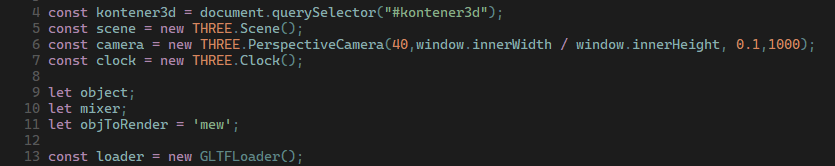 4 const kontener3d = document.querySelector("#kontener3d");
5 const scene = new THREE.Scene();
6 const camera = new THREE.PerspectiveCamera(40,window.innerWidth / window.innerHeight, 0.1,1000);
7 const clock = new THREE.Clock();
8
9 let object;
10 let mixer;
11 let objToRender = 'mew';
12
13 const loader = new GLTFLoader();